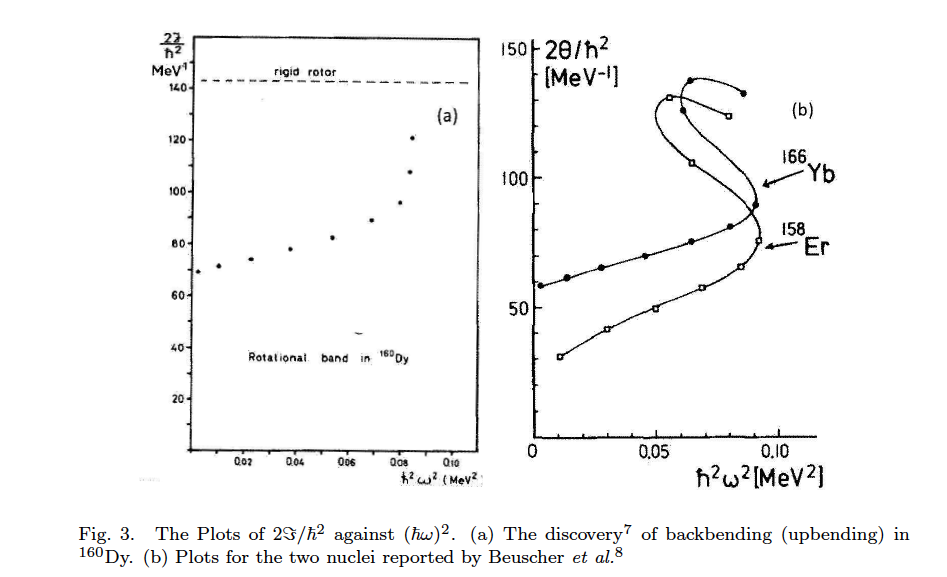 2ℑ
ħ²
MeV¹
140
120
100
80
60
40
20
rigid rotor
(a)
Rotational band in ¹⁶⁰Dy
0.02 0.04 0.06 0.08 0.10
ħ²ω² (MeV²
150
2θ/ħ²
[MeV⁻¹]
(b)
100
¹⁶⁶Yb
¹⁵⁸Er
50
0 0.05 0.10
ħ²ω²[MeV²]
Fig. 3. The Plots of 2ℑ/ħ² against (ħω)². (a) The discovery⁷ of backbending (upbending) in
¹⁶⁰Dy. (b) Plots for the two nuclei reported by Beuscher et al.⁸